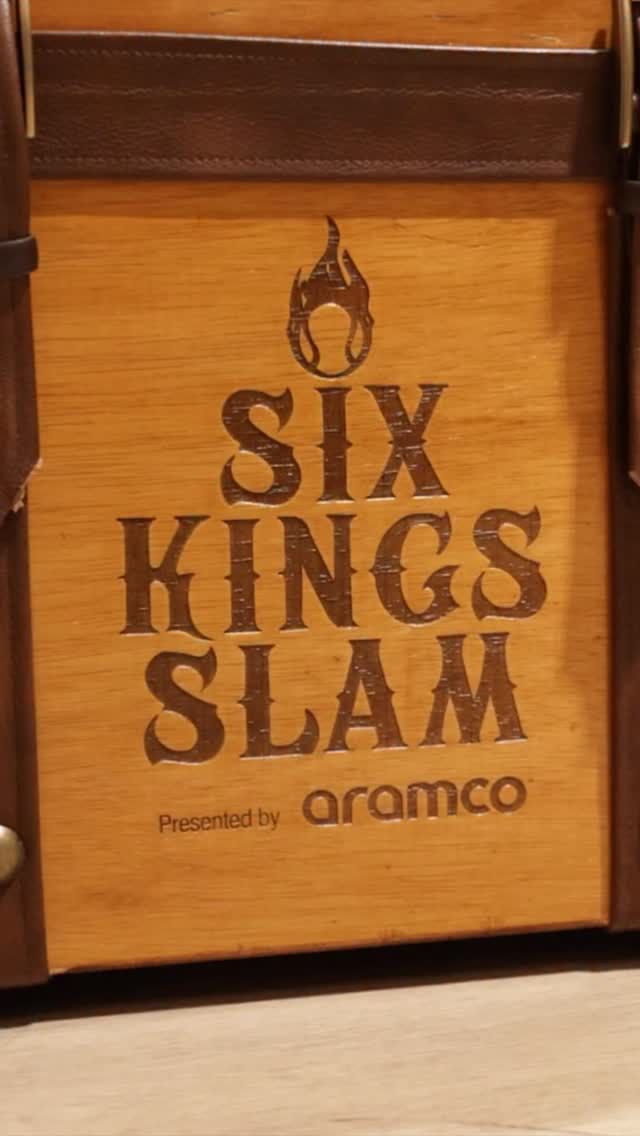 SIX
KINGS
SLAM
Presented by aramco